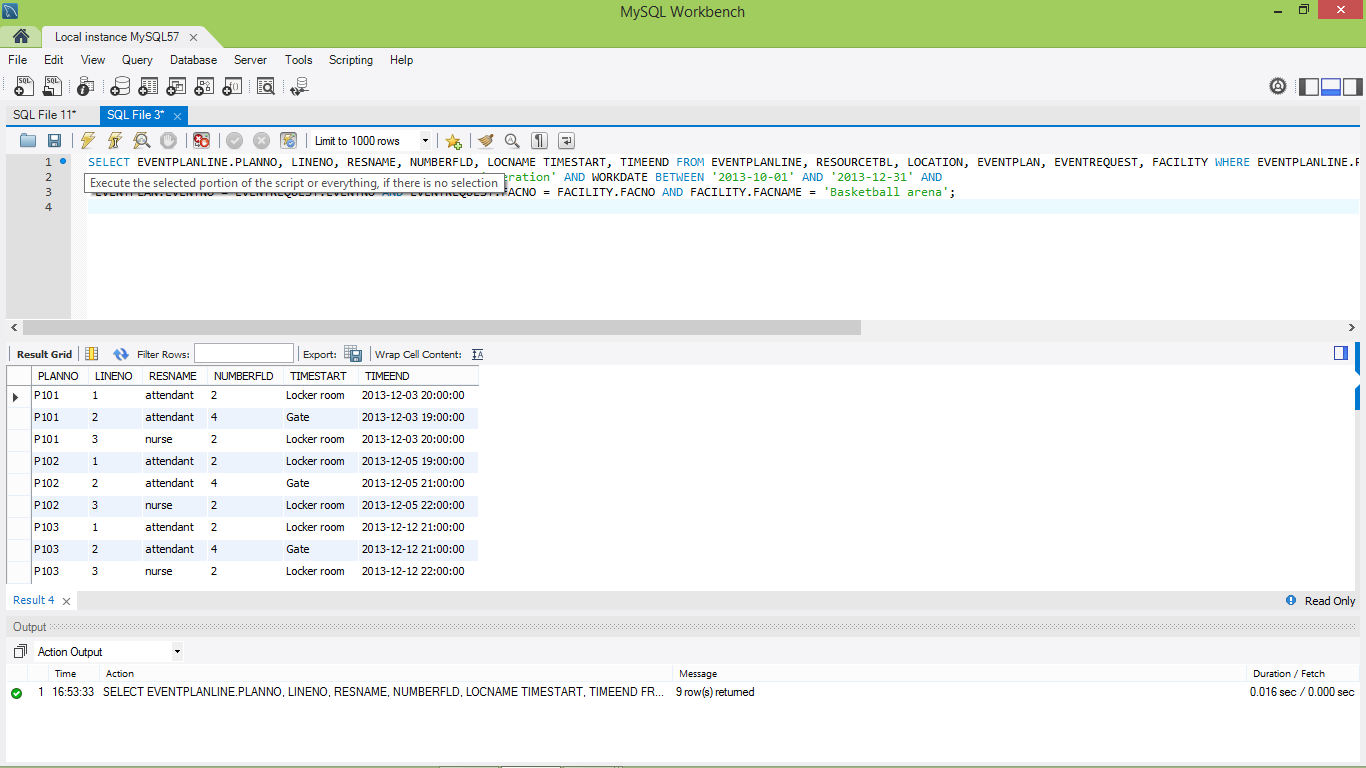 MySQL Workbench
Local instance MySQL57
File Edit View Query Database Server Tools Scripting Help
SQL File 11* SQL File 3*
Limit to 1000 rows
1 SELECT EVENTPLANLINE.PLANNO, LINENO, RESNAME, NUMBERFLD, LOCNAME TIMESTART, TIMEEND FROM EVENTPLANLINE, RESOURCETBL, LOCATION, EVENTPLAN, EVENTREQUEST, FACILITY WHERE EVENTPLANLINE.P
2 eration' AND WORKDATE BETWEEN '2013-10-01' AND '2013-12-31' AND
Execute the selected portion of the script or everything, if there is no selection
3 EVENTPLAN.EVENTNO = EVENTREQUEST.EVENTNO AND EVENTREQUEST.FACNO = FACILITY.FACNO AND FACILITY.FACNAME = 'Basketball arena';
4
Result Grid Filter Rows: Export: Wrap Cell Content:
PLANNO LINENO RESNAME NUMBERFLD TIMESTART TIMEEND
P101 1 attendant 2 Locker room 2013-12-03 20:00:00
P101 2 attendant 4 Gate 2013-12-03 19:00:00
P101 3 nurse 2 Locker room 2013-12-03 20:00:00
P102 1 attendant 2 Locker room 2013-12-05 19:00:00
P102 2 attendant 4 Gate 2013-12-05 21:00:00
P102 3 nurse 2 Locker room 2013-12-05 22:00:00
P103 1 attendant 2 Locker room 2013-12-12 21:00:00
P103 2 attendant 4 Gate 2013-12-12 21:00:00
P103 3 nurse 2 Locker room 2013-12-12 22:00:00
Result 4 Read Only
Output
Action Output
Time Action Message Duration / Fetch
1 16:53:33 SELECT EVENTPLANLINE.PLANNO, LINENO, RESNAME, NUMBERFLD, LOCNAME TIMESTART, TIMEEND FR... 9 row(s) returned 0.016 sec / 0.000 sec